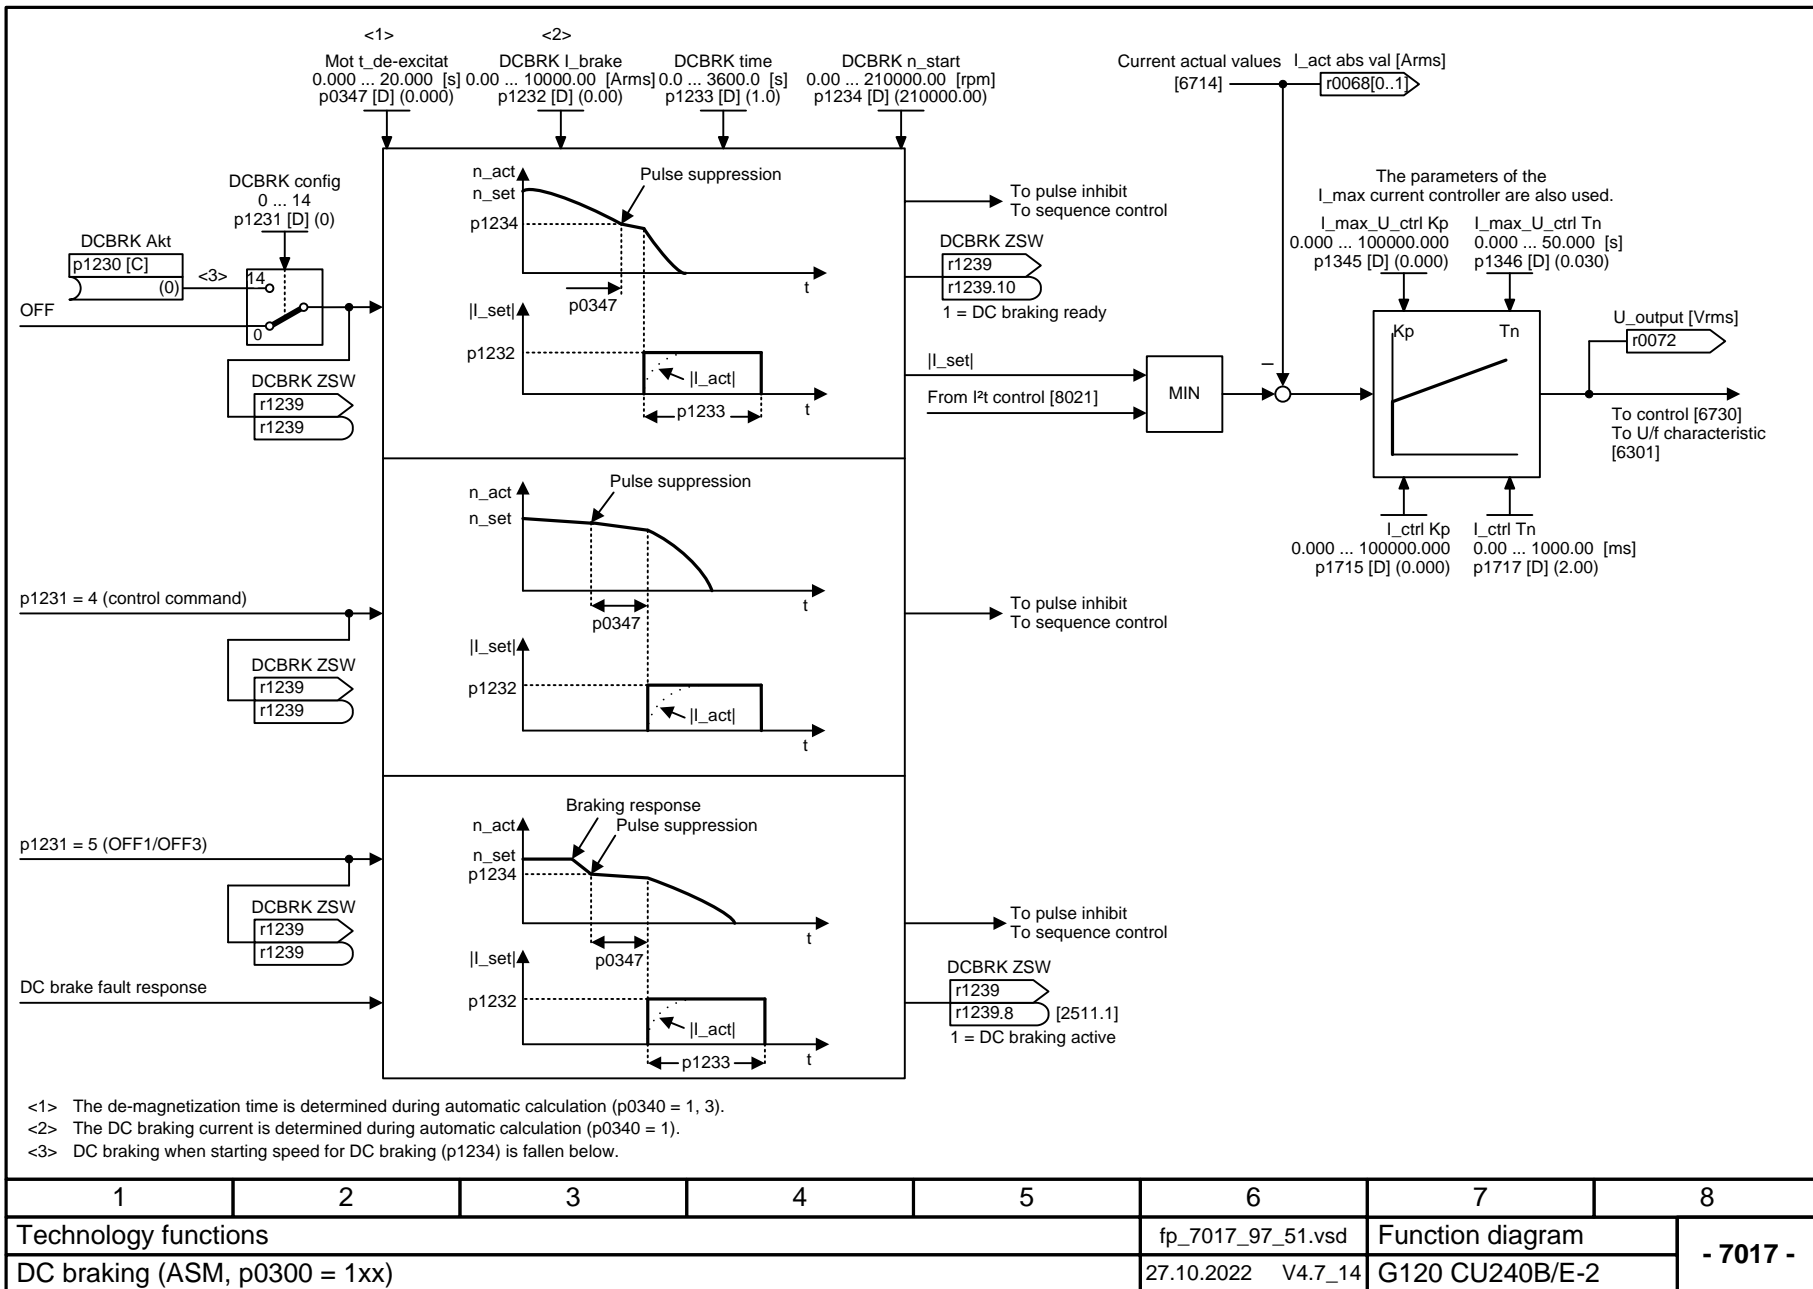 <1>
Mot t_de-excitat
0.000 ... 20.000 [s]
p0347 [D] (0.000)
<2>
DCBRK I_brake
0.00 ... 10000.00 [Arms]
p1232 [D] (0.00)
DCBRK time
0.0 ... 3600.0 [s]
p1233 [D] (1.0)
DCBRK n_start
0.00 ... 210000.00 [rpm]
p1234 [D] (210000.00)
Current actual values
[6714]
I_act abs val [Arms]
r0068[0..1]
DCBRK config
0 ... 14
p1231 [D] (0)
DCBRK Akt
p1230 [C]
(0)
<3>
14
0
OFF
DCBRK ZSW
r1239
r1239
n_act
n_set
p1234
Pulse suppression
t
p0347
|I_set|
p1232
|I_act|
p1233
t
To pulse inhibit
To sequence control
DCBRK ZSW
r1239
r1239.10
1 = DC braking ready
|I_set|
From I²t control [8021]
MIN
–
The parameters of the
I_max current controller are also used.
I_max_U_ctrl Kp
0.000 ... 100000.000
p1345 [D] (0.000)
I_max_U_ctrl Tn
0.000 ... 50.000 [s]
p1346 [D] (0.030)
Kp
Tn
U_output [Vrms]
r0072
To control [6730]
To U/f characteristic
[6301]
I_ctrl Kp
0.000 ... 100000.000
p1715 [D] (0.000)
I_ctrl Tn
0.00 ... 1000.00 [ms]
p1717 [D] (2.00)
p1231 = 4 (control command)
DCBRK ZSW
r1239
r1239
n_act
n_set
Pulse suppression
t
p0347
|I_set|
p1232
|I_act|
t
To pulse inhibit
To sequence control
p1231 = 5 (OFF1/OFF3)
DCBRK ZSW
r1239
r1239
DC brake fault response
Braking response
Pulse suppression
n_act
n_set
p1234
t
p0347
|I_set|
p1232
|I_act|
p1233
t
To pulse inhibit
To sequence control
DCBRK ZSW
r1239
r1239.8
[2511.1]
1 = DC braking active
<1> The de-magnetization time is determined during automatic calculation (p0340 = 1, 3).
<2> The DC braking current is determined during automatic calculation (p0340 = 1).
<3> DC braking when starting speed for DC braking (p1234) is fallen below.
1 2 3 4 5 6 7 8
Technology functions
fp_7017_97_51.vsd
Function diagram
- 7017 -
DC braking (ASM, p0300 = 1xx)
27.10.2022 V4.7_14
G120 CU240B/E-2